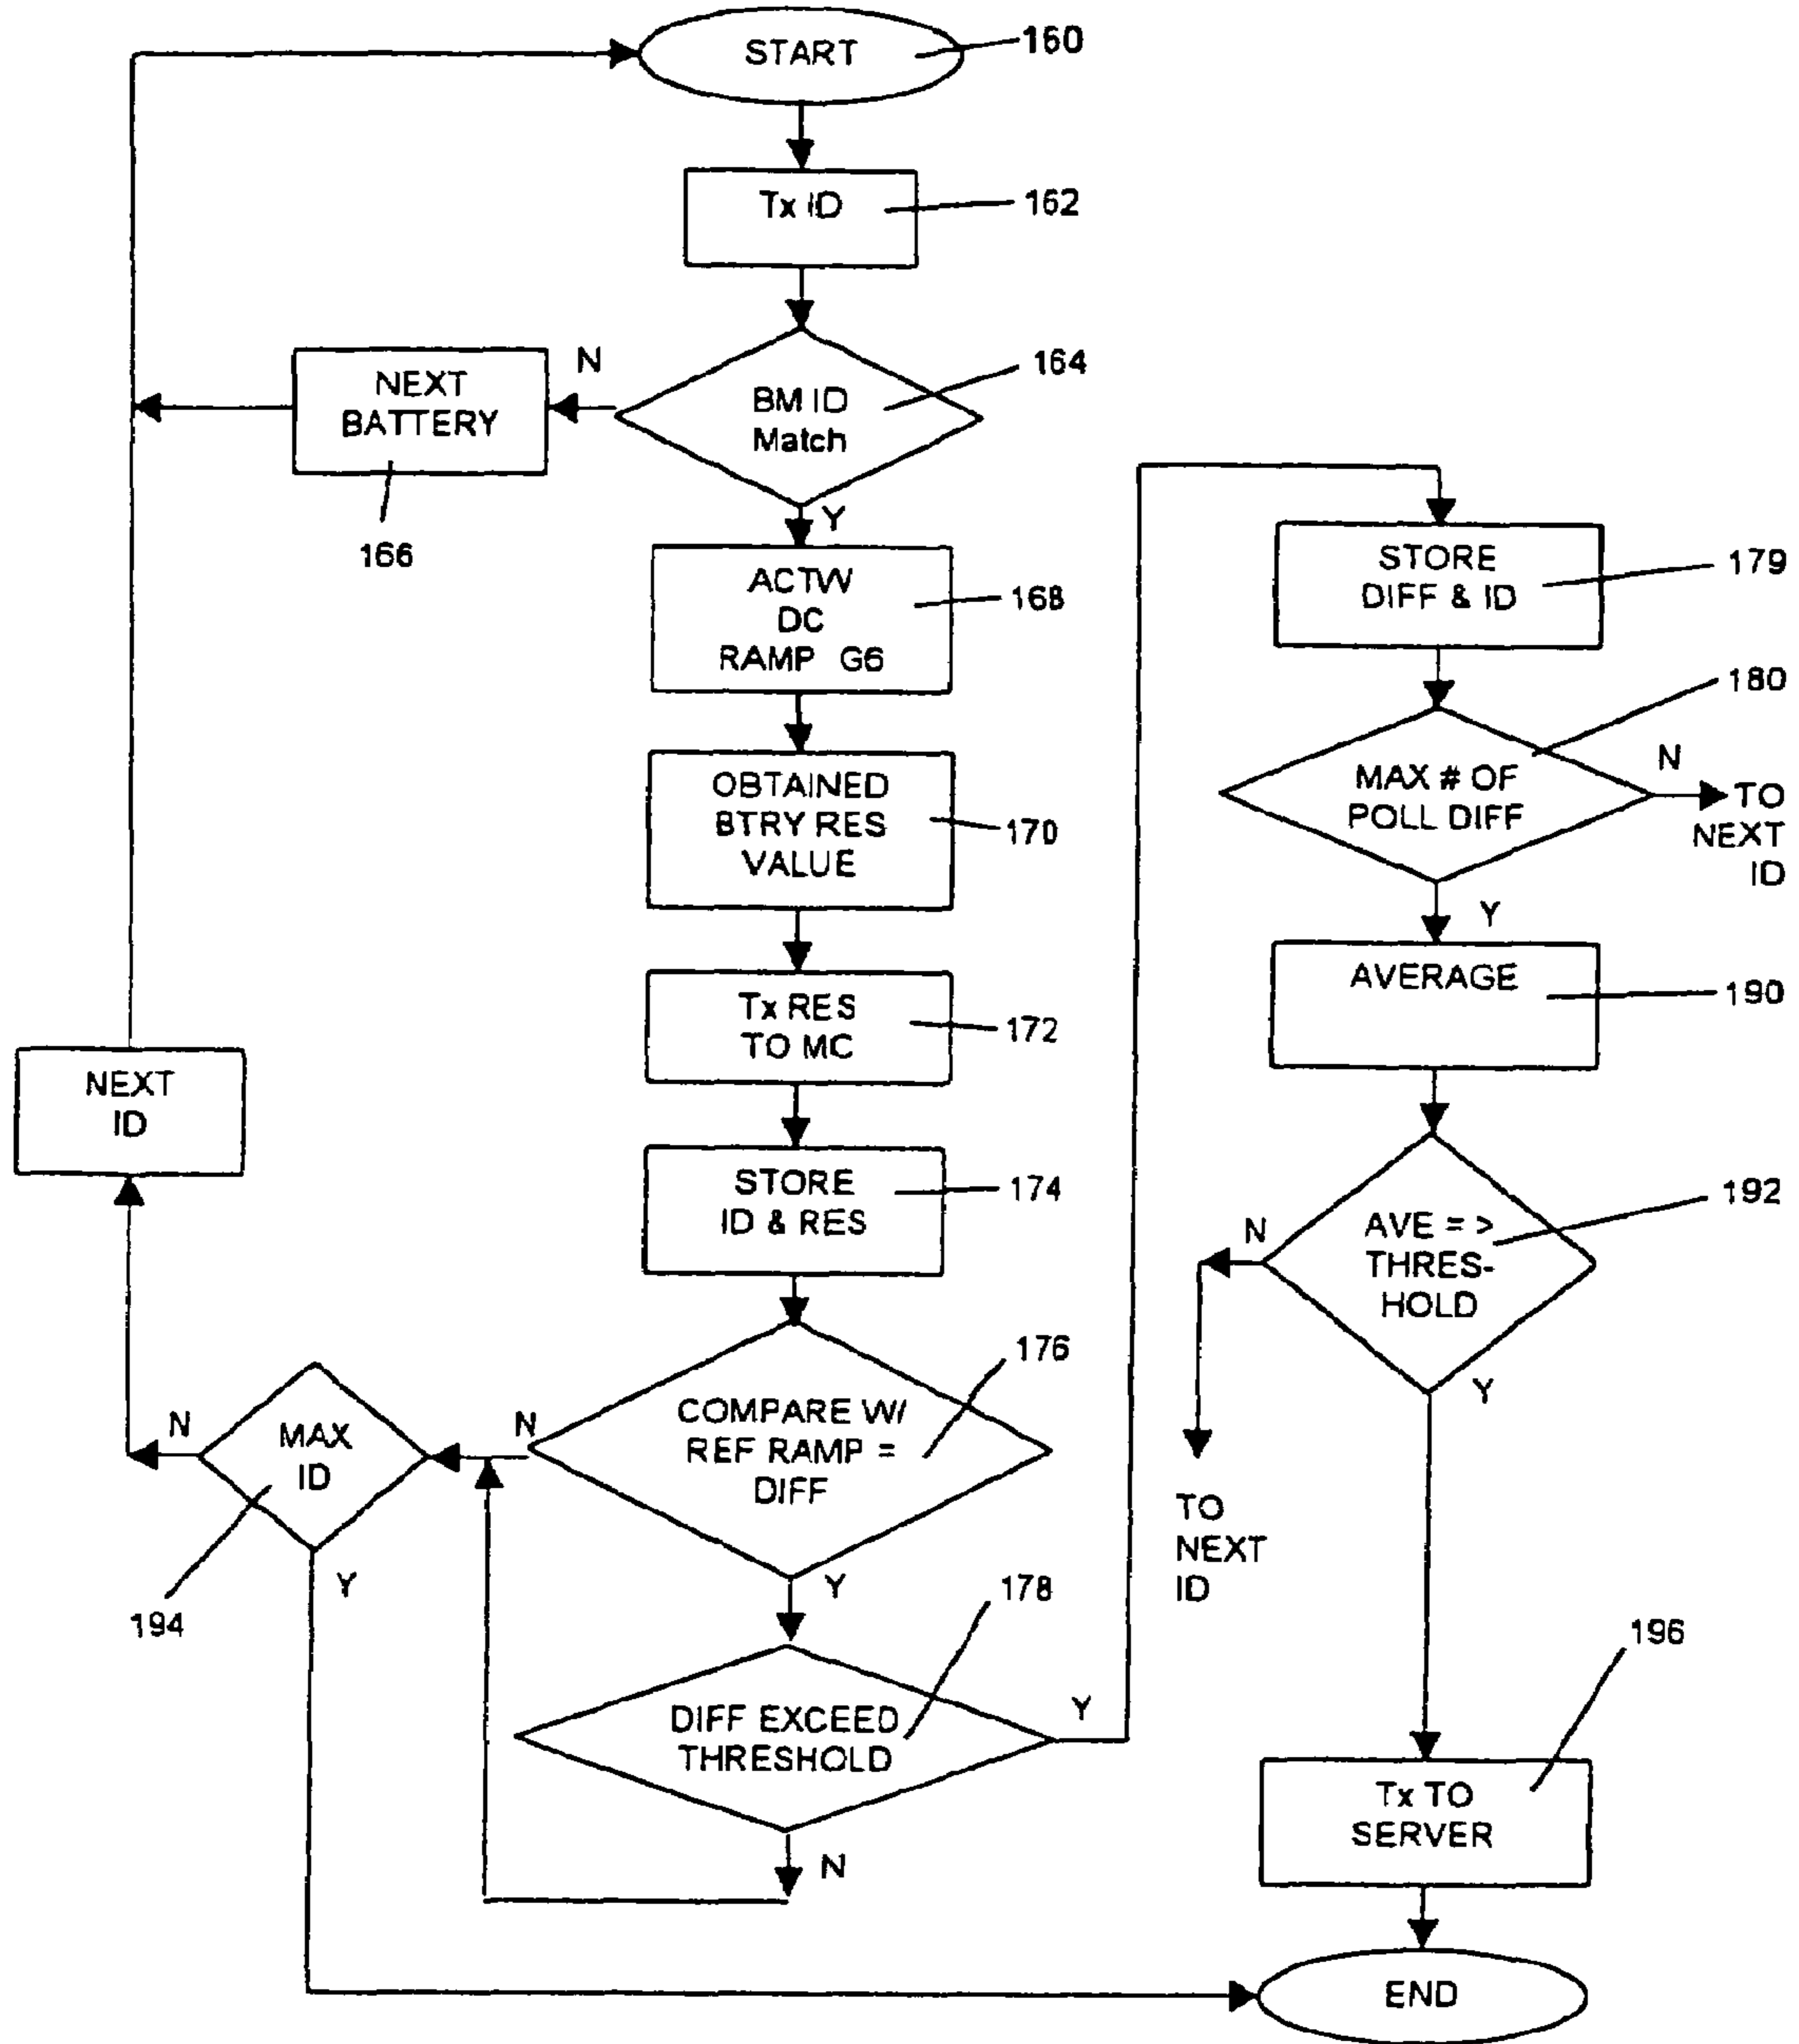 START
160
Tx ID
162
BM ID
Match
164
N
NEXT
BATTERY
166
Y
ACTW
DC
RAMP G6
168
OBTAINED
BTRY RES
VALUE
170
Tx RES
TO MC
172
STORE
ID & RES
174
COMPARE W/
REF RAMP =
DIFF
176
N
MAX
ID
194
N
NEXT
ID
Y
Y
DIFF EXCEED
THRESHOLD
178
N
Y
STORE
DIFF & ID
179
MAX # OF
POLL DIFF
180
N
TO
NEXT
ID
Y
AVERAGE
190
AVE = >
THRES-
HOLD
192
N
TO
NEXT
ID
Y
Tx TO
SERVER
196
END